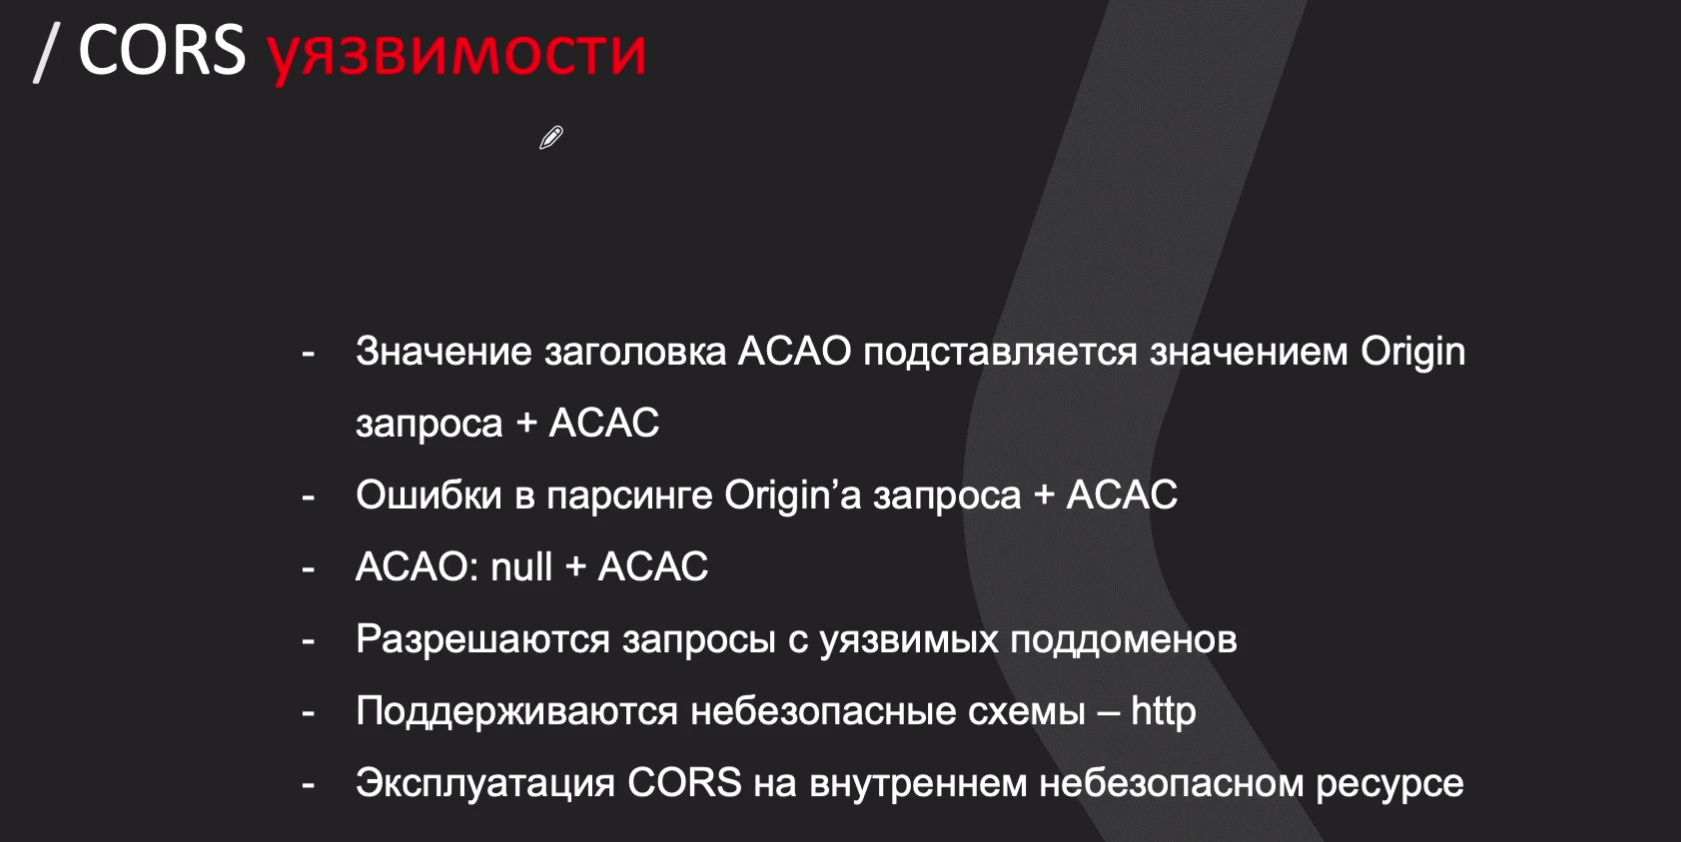 / CORS уязвимости
- Значение заголовка ACAO подставляется значением Origin
запроса + ACAC
- Ошибки в парсинге Origin’а запроса + ACAC
- ACAO: null + ACAC
- Разрешаются запросы с уязвимых поддоменов
- Поддерживаются небезопасные схемы – http
- Эксплуатация CORS на внутреннем небезопасном ресурсе